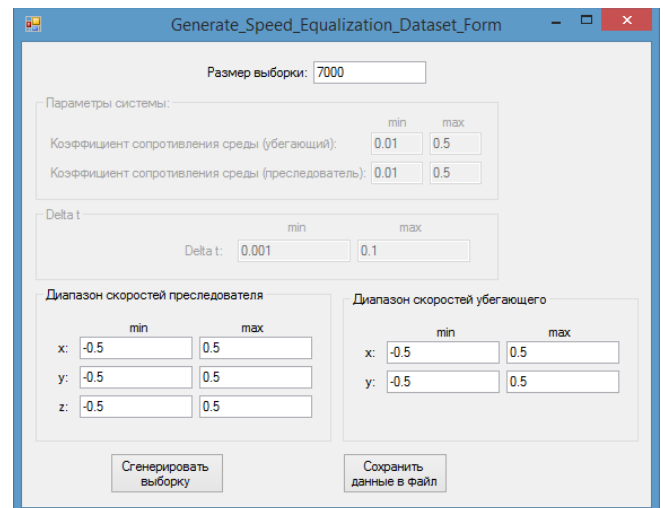 Generate_Speed_Equalization_Dataset_Form
Размер выборки: 7000
Параметры системы:
min max
Коэффициент сопротивления среды (убегающий): 0.01 0.5
Коэффициент сопротивления среды (преследователь): 0.01 0.5
Delta t
min max
Delta t: 0.001 0.1
Диапазон скоростей преследователя
min max
x: -0.5 0.5
y: -0.5 0.5
z: -0.5 0.5
Диапазон скоростей убегающего
min max
x: -0.5 0.5
y: -0.5 0.5
Сгенерировать
выборку
Сохранить
данные в файл